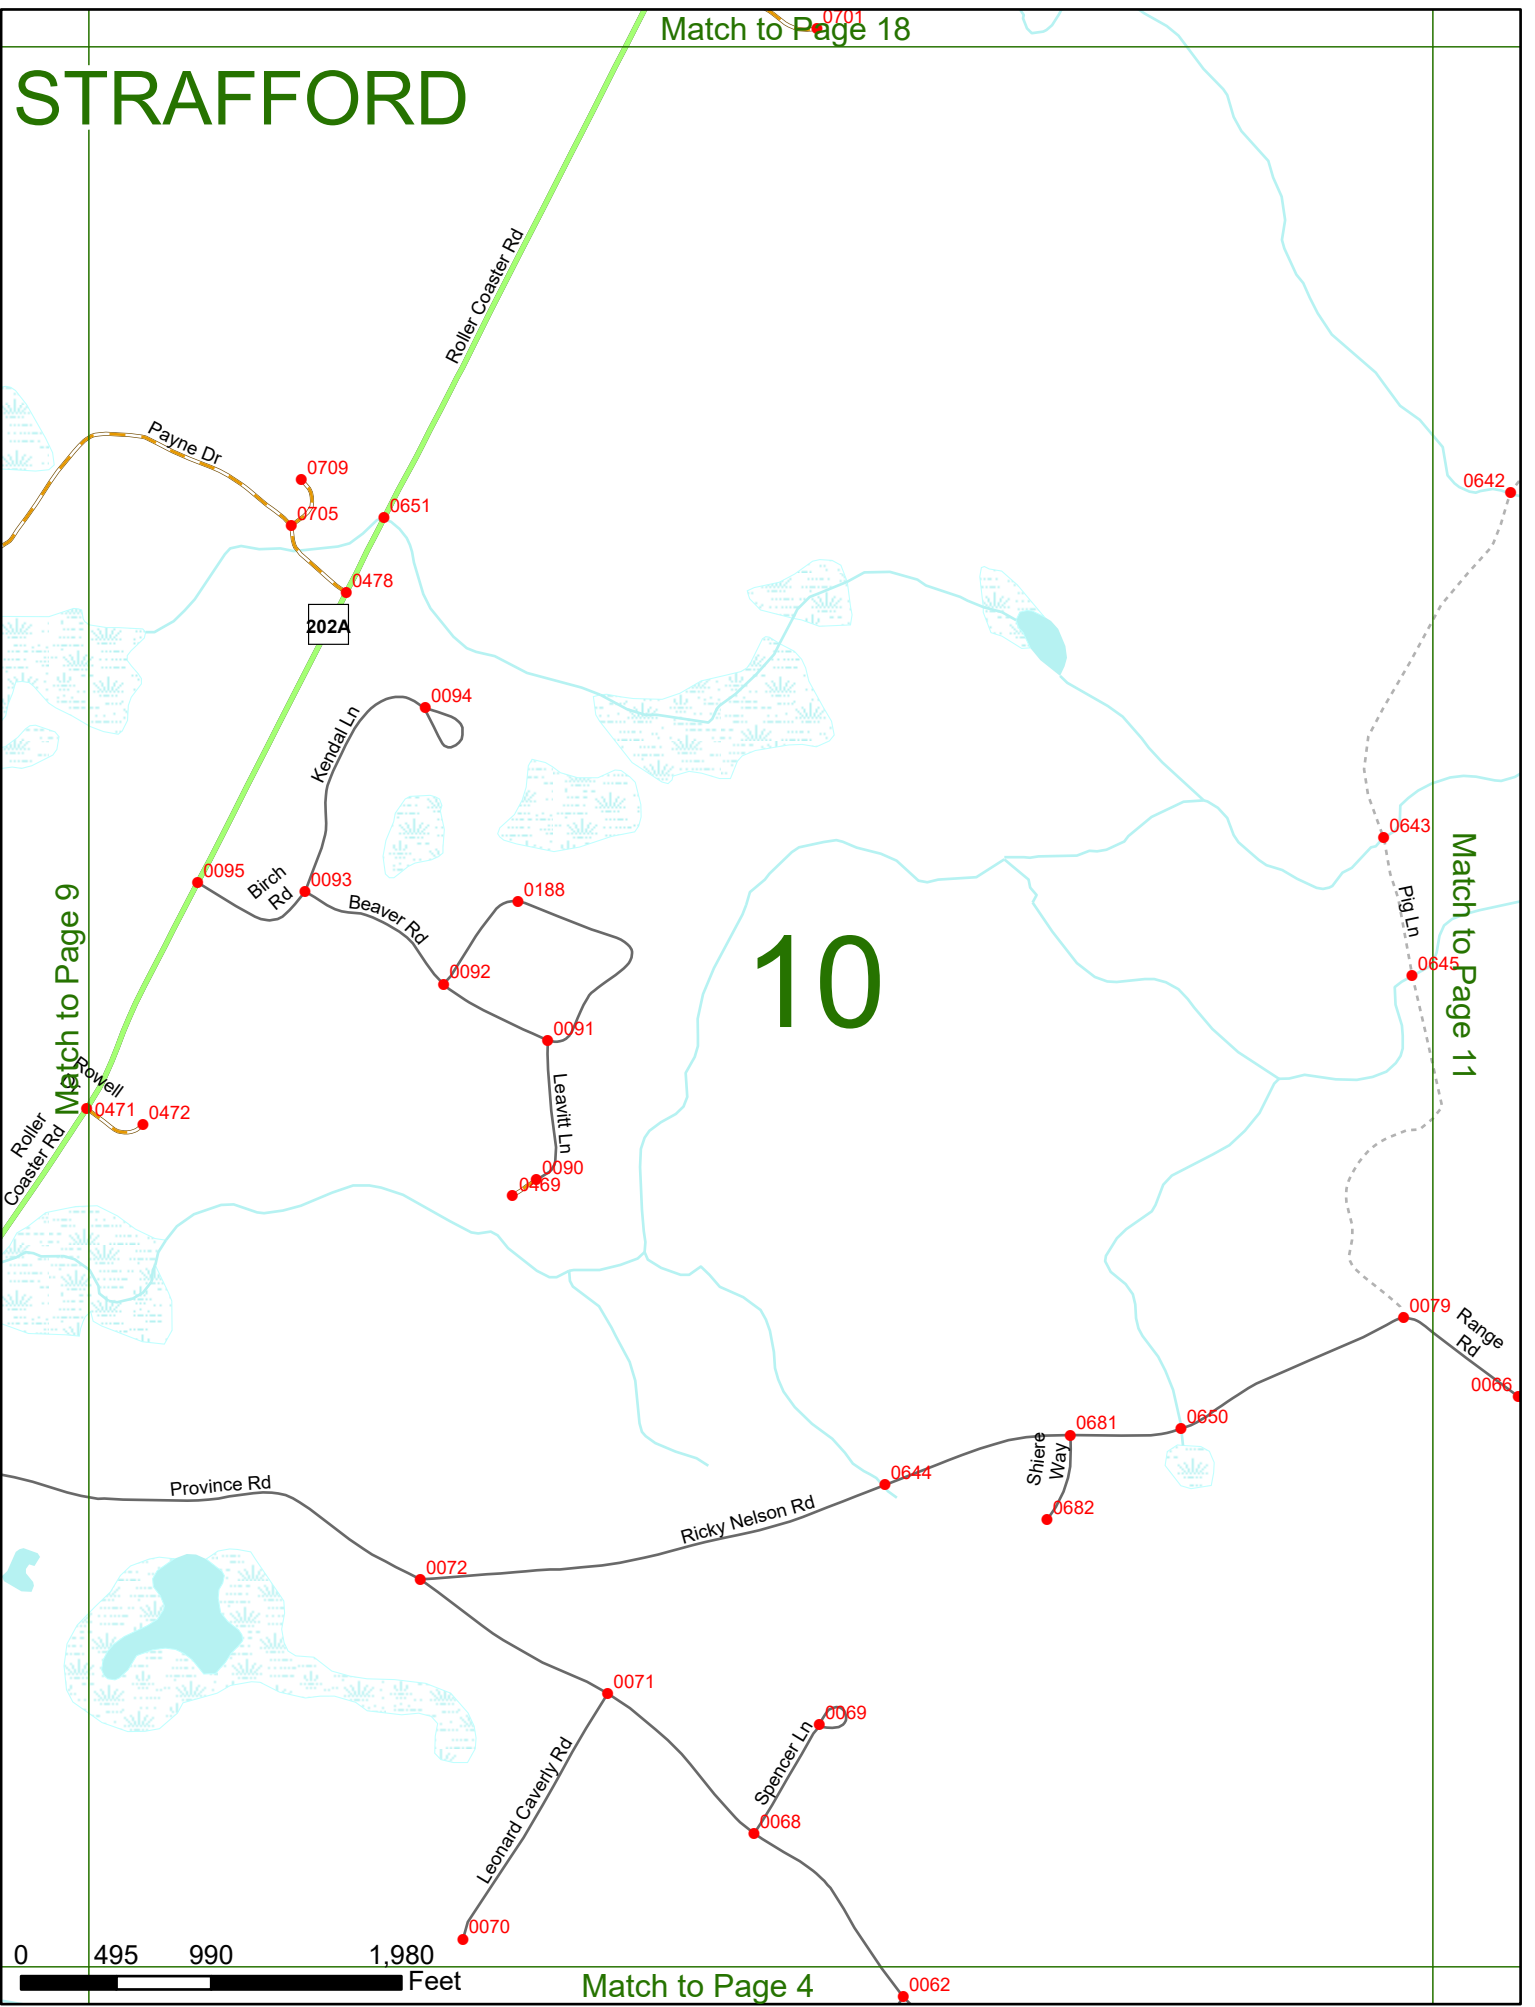 0701
Match to Page 18
STRAFFORD
Roller Coaster Rd
Payne Dr
0709
0642
0705
0651
0478
202A
0094
Kendal Ln
0643
Match to Page 9
0095
Birch
Rd
0093
0188
Beaver Rd
Pig Ln
Match to Page 11
10
0092
0645
0091
Rowell
Dr
Leavitt Ln
0471
0472
Roller
Coaster Rd
0090
0469
0079
Range
Rd
0066
0650
0681
Shiere
Way
0644
Province Rd
Ricky Nelson Rd
0682
0072
0071
0069
Spencer Ln
Leonard Caverly Rd
0068
0070
0 495 990 1,980
Feet
Match to Page 4
0062